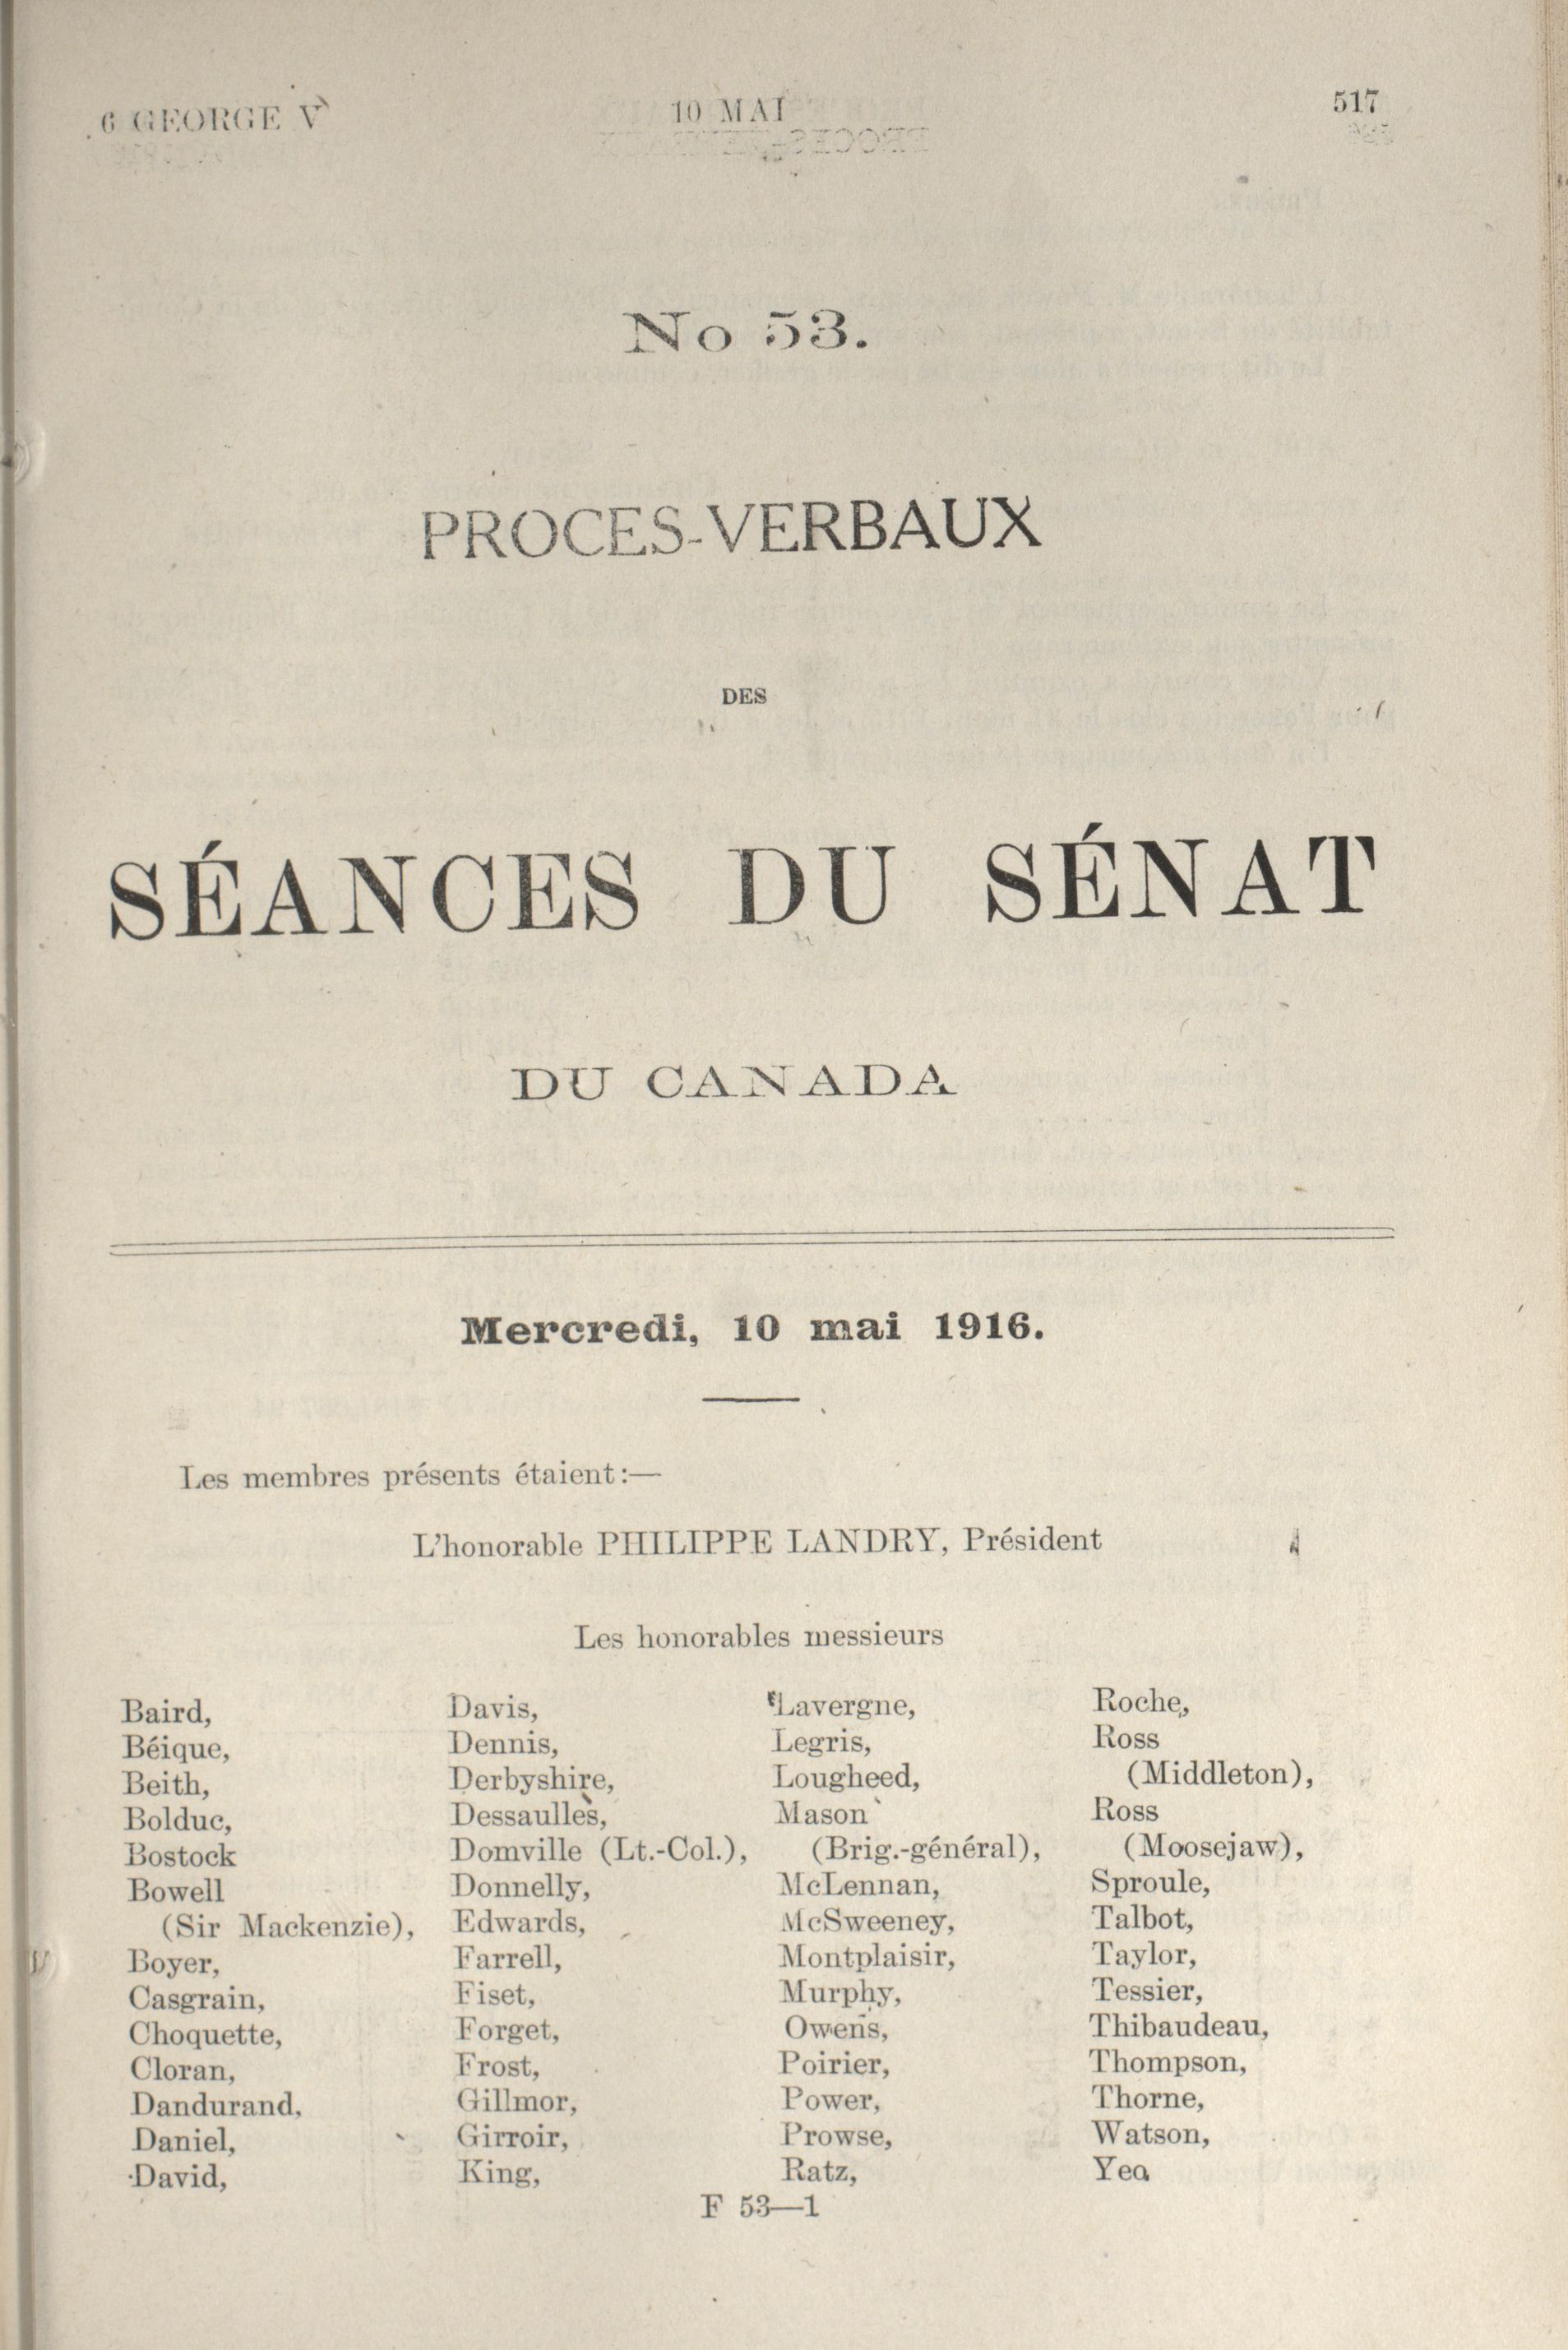 6 GEORGE V
10 MAI
517
No 53.
PROCES-VERBAUX
DES
SÉANCES DU SÉNAT
DU CANADA
Mercredi, 10 mai 1916.
Les membres présents étaient:—
L'honorable PHILIPPE LANDRY, Président
Les honorables messieurs
Baird,
Béique,
Beith,
Bolduc,
Bostock
Bowell
(Sir Mackenzie),
Boyer,
Casgrain,
Choquette,
Cloran,
Dandurand,
Daniel,
David,
Davis,
Dennis,
Derbyshire,
Dessaulles,
Domville (Lt.-Col.),
Donnelly,
Edwards,
Farrell,
Fiset,
Forget,
Frost,
Gillmor,
Girroir,
King,
Lavergne,
Legris,
Lougheed,
Mason
(Brig.-général),
McLennan,
McSweeney,
Montplaisir,
Murphy,
Owens,
Poirier,
Power,
Prowse,
Ratz,
Roche,
Ross
(Middleton),
Ross
(Moosejaw),
Sproule,
Talbot,
Taylor,
Tessier,
Thibaudeau,
Thompson,
Thorne,
Watson,
Yeo
F 53—1